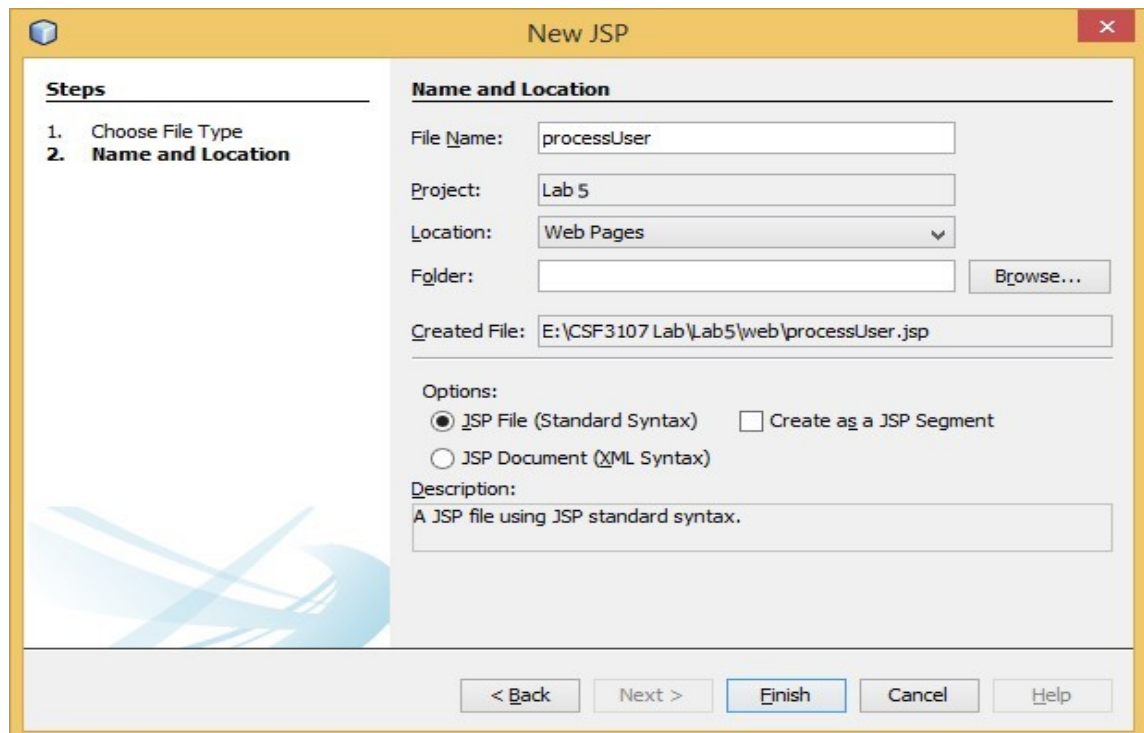 New JSP
Steps
1. Choose File Type
2. Name and Location
Name and Location
File Name: processUser
Project: Lab 5
Location: Web Pages
Folder: Browse...
Created File: E:\CSF3107 Lab\Lab5\web\processUser.jsp
Options:
JSP File (Standard Syntax) Create as a JSP Segment
JSP Document (XML Syntax)
Description:
A JSP file using JSP standard syntax.
< Back Next > Finish Cancel Help